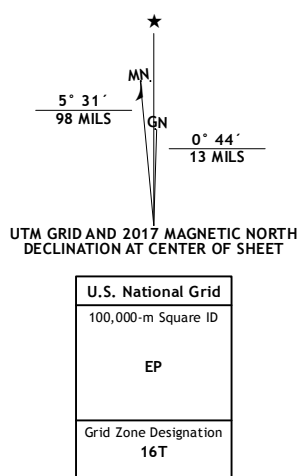 ★
MN.
GN
5° 31´
98 MILS
0° 44´
13 MILS
UTM GRID AND 2017 MAGNETIC NORTH
DECLINATION AT CENTER OF SHEET
U.S. National Grid
100,000-m Square ID
EP
Grid Zone Designation
16T